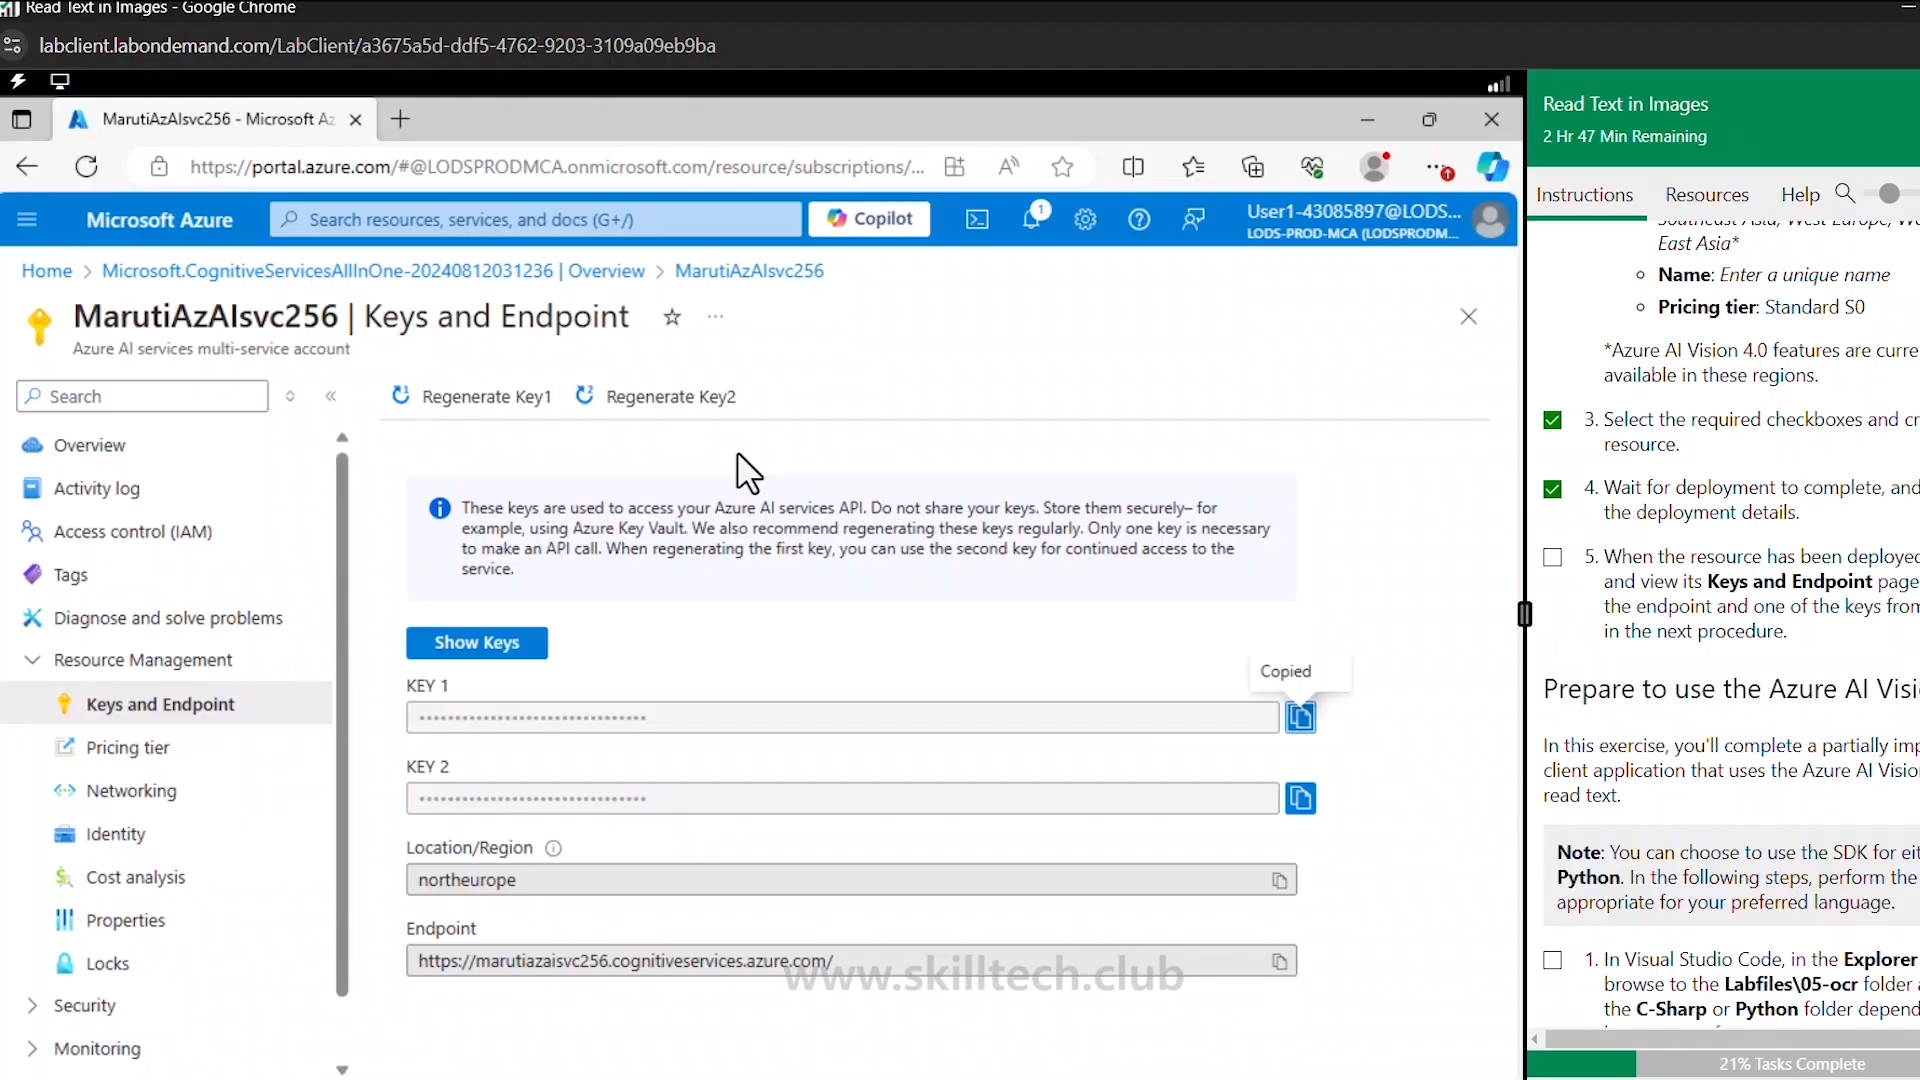 Read Text in Images - Google Chrome
labclient.labondemand.com/LabClient/a3675a5d-ddf5-4762-9203-3109a09eb9ba
MarutiAzAIsvc256 - Microsoft Az
https://portal.azure.com/#@LODSPRODMCA.onmicrosoft.com/resource/subscriptions/...
Microsoft Azure
Search resources, services, and docs (G+/)
Copilot
1
User1-43085897@LODS...
LODS-PROD-MCA (LODSPRODM...
Home > Microsoft.CognitiveServicesAllInOne-20240812031236 | Overview > MarutiAzAIsvc256
MarutiAzAIsvc256 | Keys and Endpoint
Azure AI services multi-service account
Search
Overview
Activity log
Access control (IAM)
Tags
Diagnose and solve problems
Resource Management
Keys and Endpoint
Pricing tier
Networking
Identity
Cost analysis
Properties
Locks
Security
Monitoring
Regenerate Key1
Regenerate Key2
These keys are used to access your Azure AI services API. Do not share your keys. Store them securely– for
example, using Azure Key Vault. We also recommend regenerating these keys regularly. Only one key is necessary
to make an API call. When regenerating the first key, you can use the second key for continued access to the
service.
Show Keys
Copied
KEY 1
KEY 2
Location/Region
northeurope
Endpoint
https://marutiazaisvc256.cognitiveservices.azure.com/
www.skilltech.club
Read Text in Images
2 Hr 47 Min Remaining
Instructions
Resources
Help
Southeast Asia, West Europe, We
East Asia*
Name: Enter a unique name
Pricing tier: Standard S0
*Azure AI Vision 4.0 features are curre
available in these regions.
3. Select the required checkboxes and cr
resource.
4. Wait for deployment to complete, and
the deployment details.
5. When the resource has been deployed
and view its Keys and Endpoint page
the endpoint and one of the keys from
in the next procedure.
Prepare to use the Azure AI Visi
In this exercise, you'll complete a partially imp
client application that uses the Azure AI Visio
read text.
Note: You can choose to use the SDK for eit
Python. In the following steps, perform the
appropriate for your preferred language.
1. In Visual Studio Code, in the Explorer
browse to the Labfiles\05-ocr folder a
the C-Sharp or Python folder depend
21% Tasks Complete